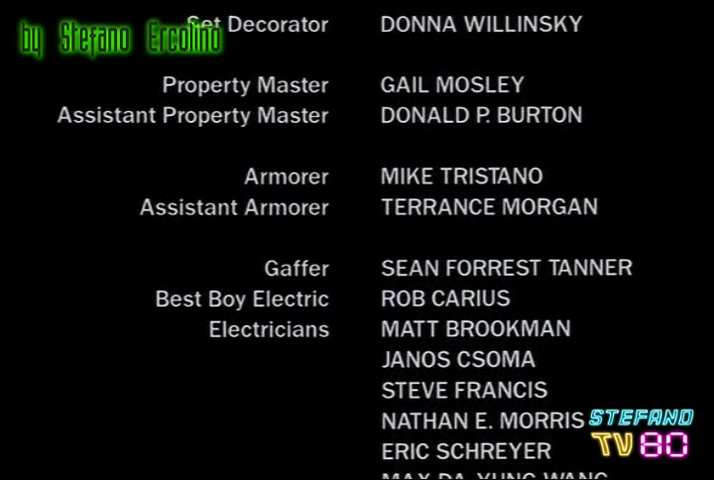 by Stefano Ercolino
Set Decorator DONNA WILLINSKY
Property Master GAIL MOSLEY
Assistant Property Master DONALD P. BURTON
Armorer MIKE TRISTANO
Assistant Armorer TERRANCE MORGAN
Gaffer SEAN FORREST TANNER
Best Boy Electric ROB CARIUS
Electricians MATT BROOKMAN
JANOS CSOMA
STEVE FRANCIS
NATHAN E. MORRIS
ERIC SCHREYER
MAX DA-YUNG WANG
STEFANO
TV80